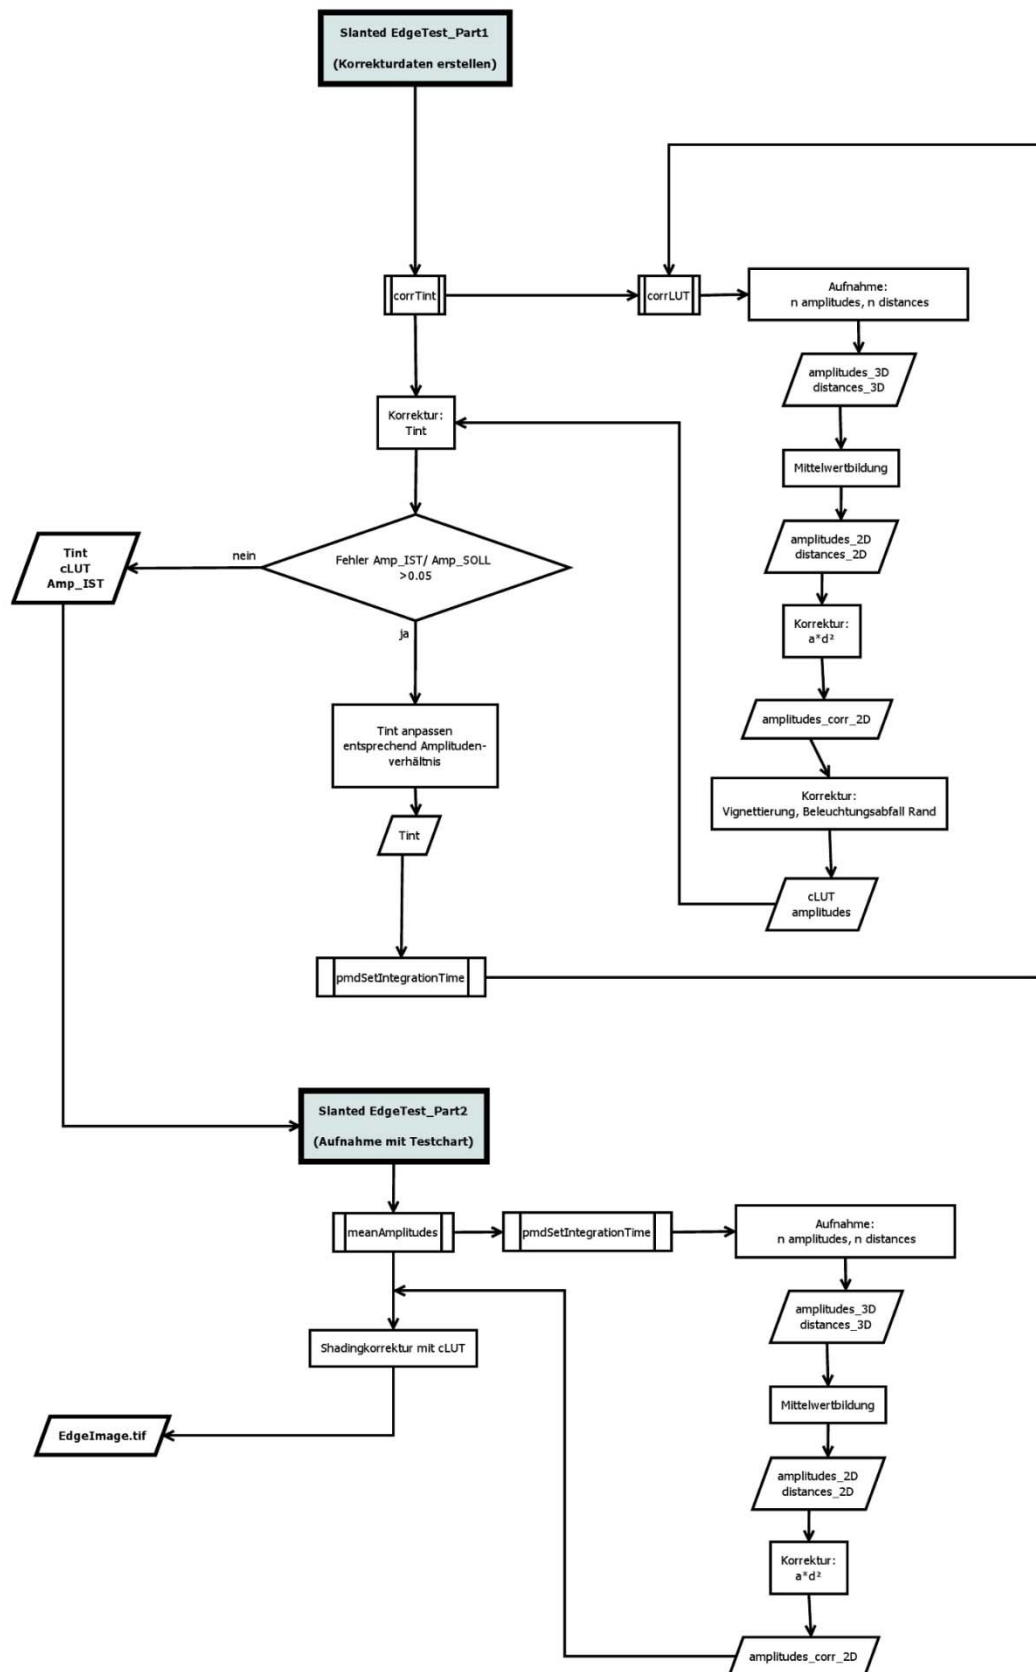 Slanted EdgeTest_Part1
(Korrekturdaten erstellen)
corrTint
corrLUT
Aufnahme:
n amplitudes, n distances
amplitudes_3D
distances_3D
Korrektur:
Tint
Mittelwertbildung
amplitudes_2D
distances_2D
Tint
cLUT
Amp_IST
nein
Fehler Amp_IST/ Amp_SOLL
>0.05
ja
Korrektur:
a*d²
amplitudes_corr_2D
Tint anpassen
entsprechend Amplituden-
verhältnis
Korrektur:
Vignettierung, Beleuchtungsabfall Rand
Tint
cLUT
amplitudes
pmdSetIntegrationTime
Slanted EdgeTest_Part2
(Aufnahme mit Testchart)
meanAmplitudes
pmdSetIntegrationTime
Aufnahme:
n amplitudes, n distances
amplitudes_3D
distances_3D
Shadingkorrektur mit cLUT
Mittelwertbildung
EdgeImage.tif
amplitudes_2D
distances_2D
Korrektur:
a*d²
amplitudes_corr_2D